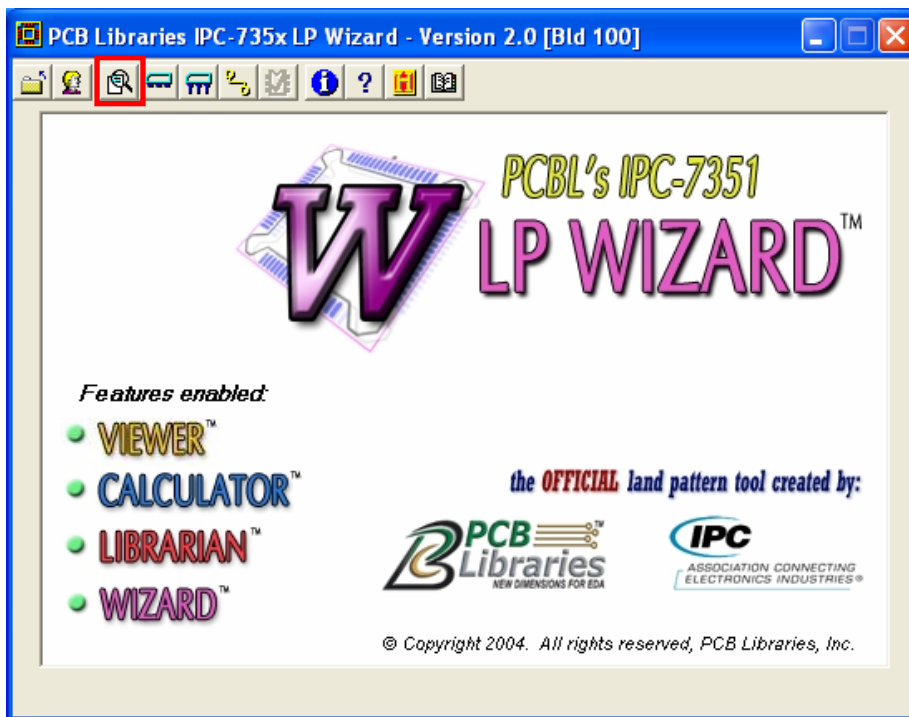 PCB Libraries IPC-735x LP Wizard - Version 2.0 [Bld 100]
PCBL's IPC-7351
LP WIZARD™
W
Features enabled:
VIEWER™
CALCULATOR™
LIBRARIAN™
WIZARD™
the OFFICIAL land pattern tool created by:
PCB™
Libraries
NEW DIMENSIONS FOR EDA
IPC
ASSOCIATION CONNECTING
ELECTRONICS INDUSTRIES®
© Copyright 2004. All rights reserved, PCB Libraries, Inc.